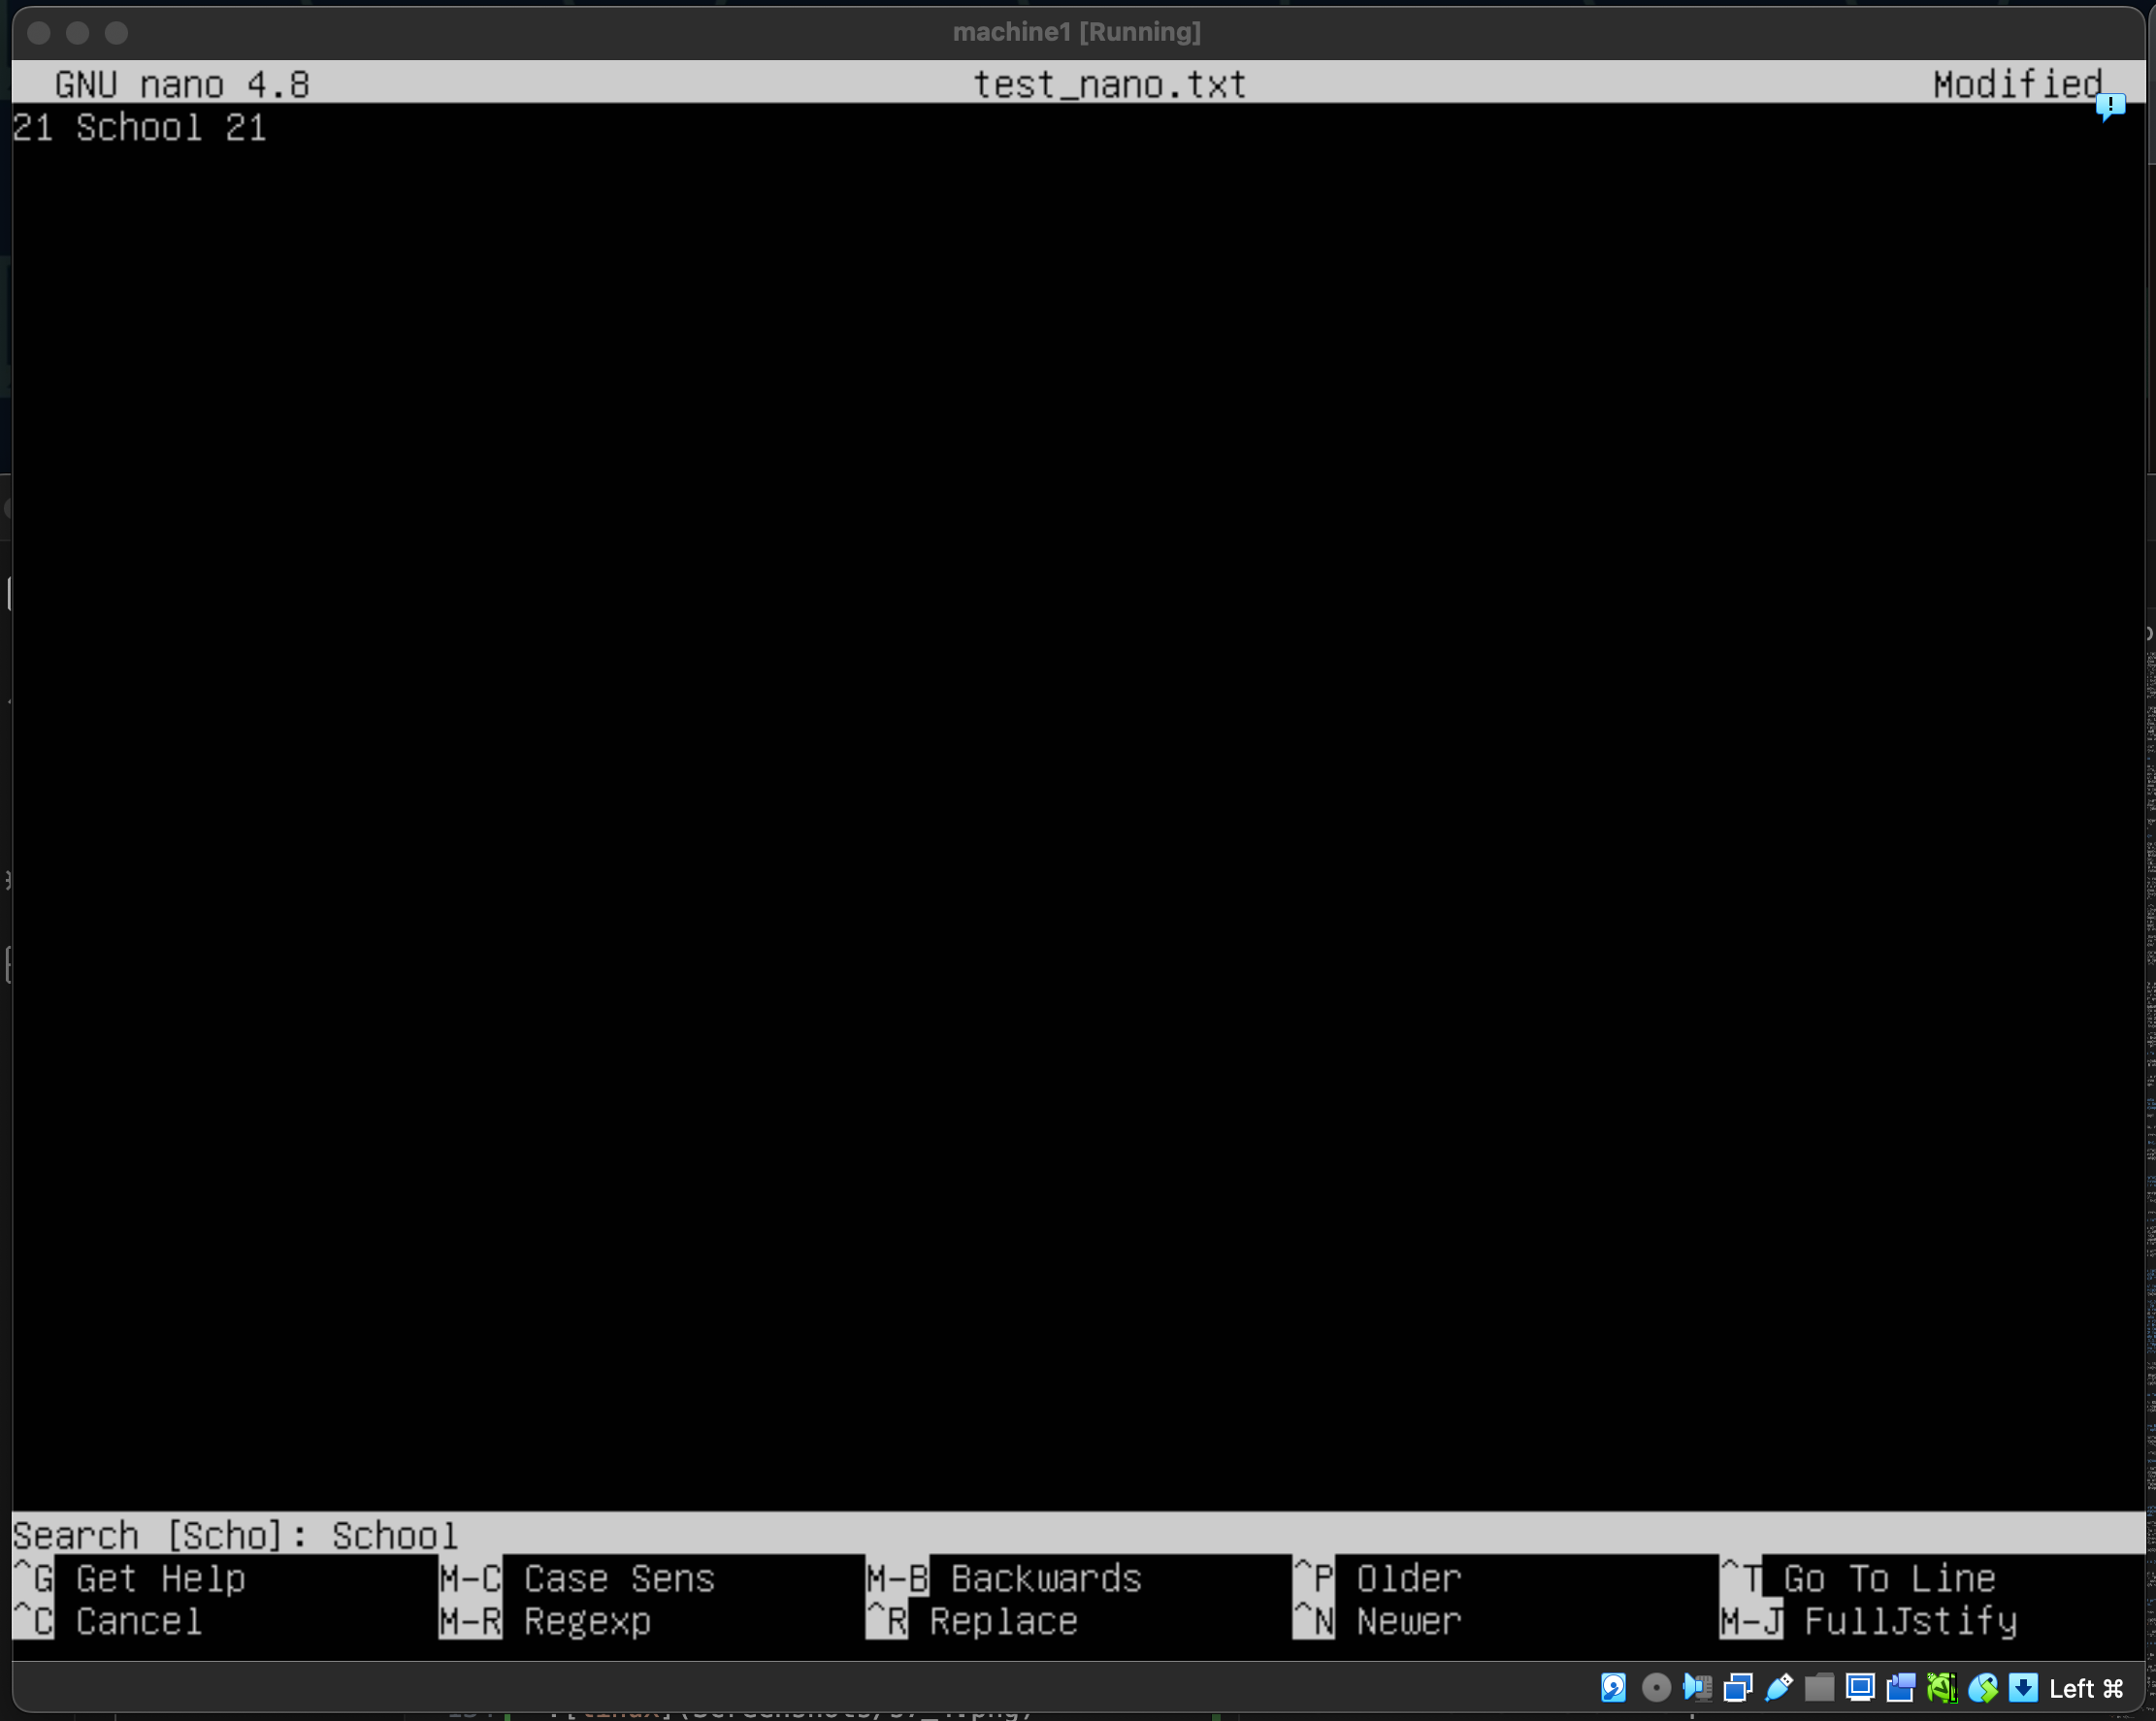 machine1 [Running]
GNU nano 4.8 test_nano.txt Modified
21 School 21
Search [Scho]: School
^G Get Help M-C Case Sens M-B Backwards ^P Older ^T Go To Line
^C Cancel M-R Regexp ^R Replace ^N Newer M-J FullJstify
Left ⌘